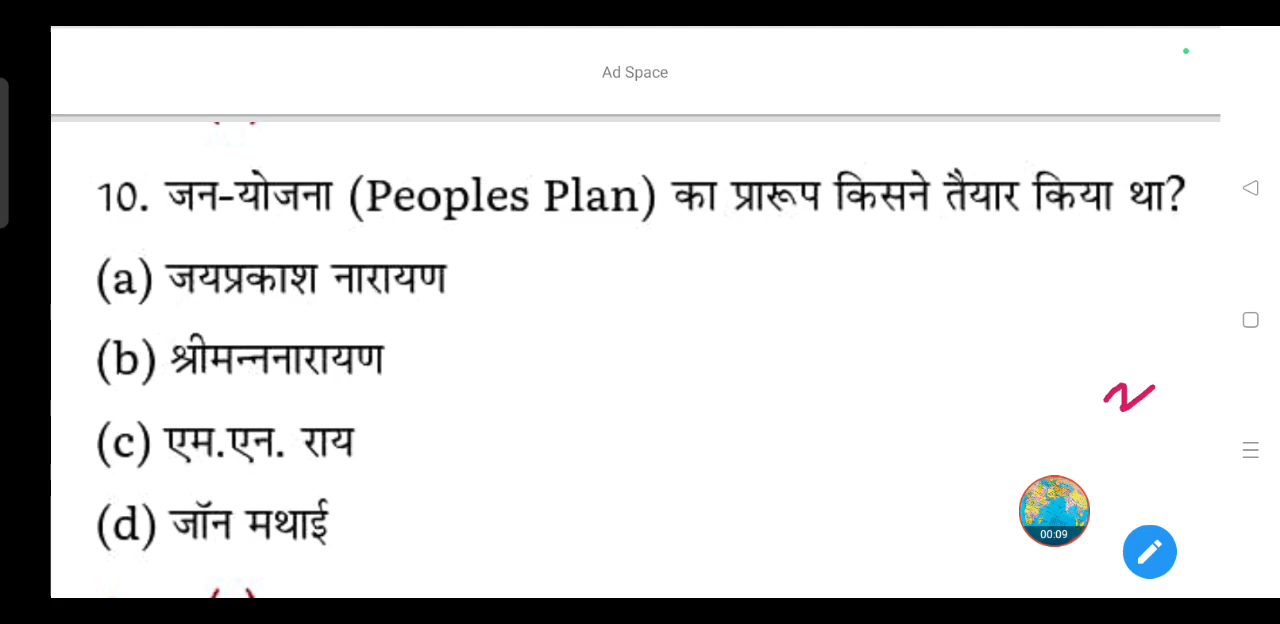 Ad Space
10. जन-योजना (Peoples Plan) का प्रारूप किसने तैयार किया था?
(a) जयप्रकाश नारायण
(b) श्रीमन्ननारायण
(c) एम.एन. राय
(d) जॉन मथाई
00:09